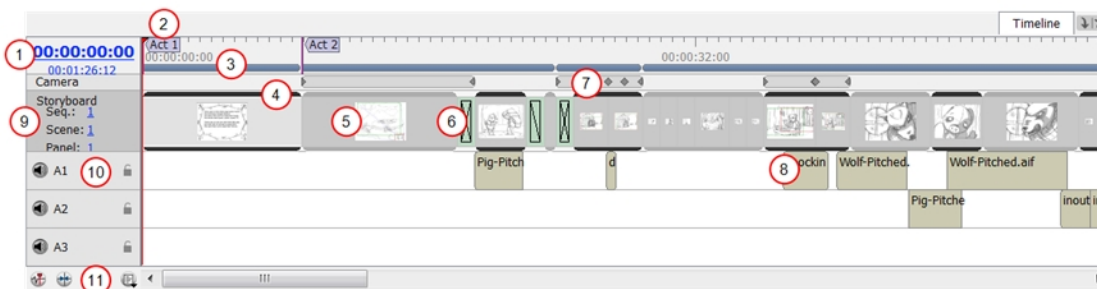 Timeline
2
1
00:00:00:00
Act 1
Act 2
00:00:00:00
00:00:32:00
3
00:01:26:12
Camera
7
4
Storyboard
9
Seq.: 1
5
6
Scene: 1
Panel: 1
A1
10
Pig-Pitch
d
8
ockin
Wolf-Pitched.
Wolf-Pitched.aif
A2
Pig-Pitche
inout
A3
11